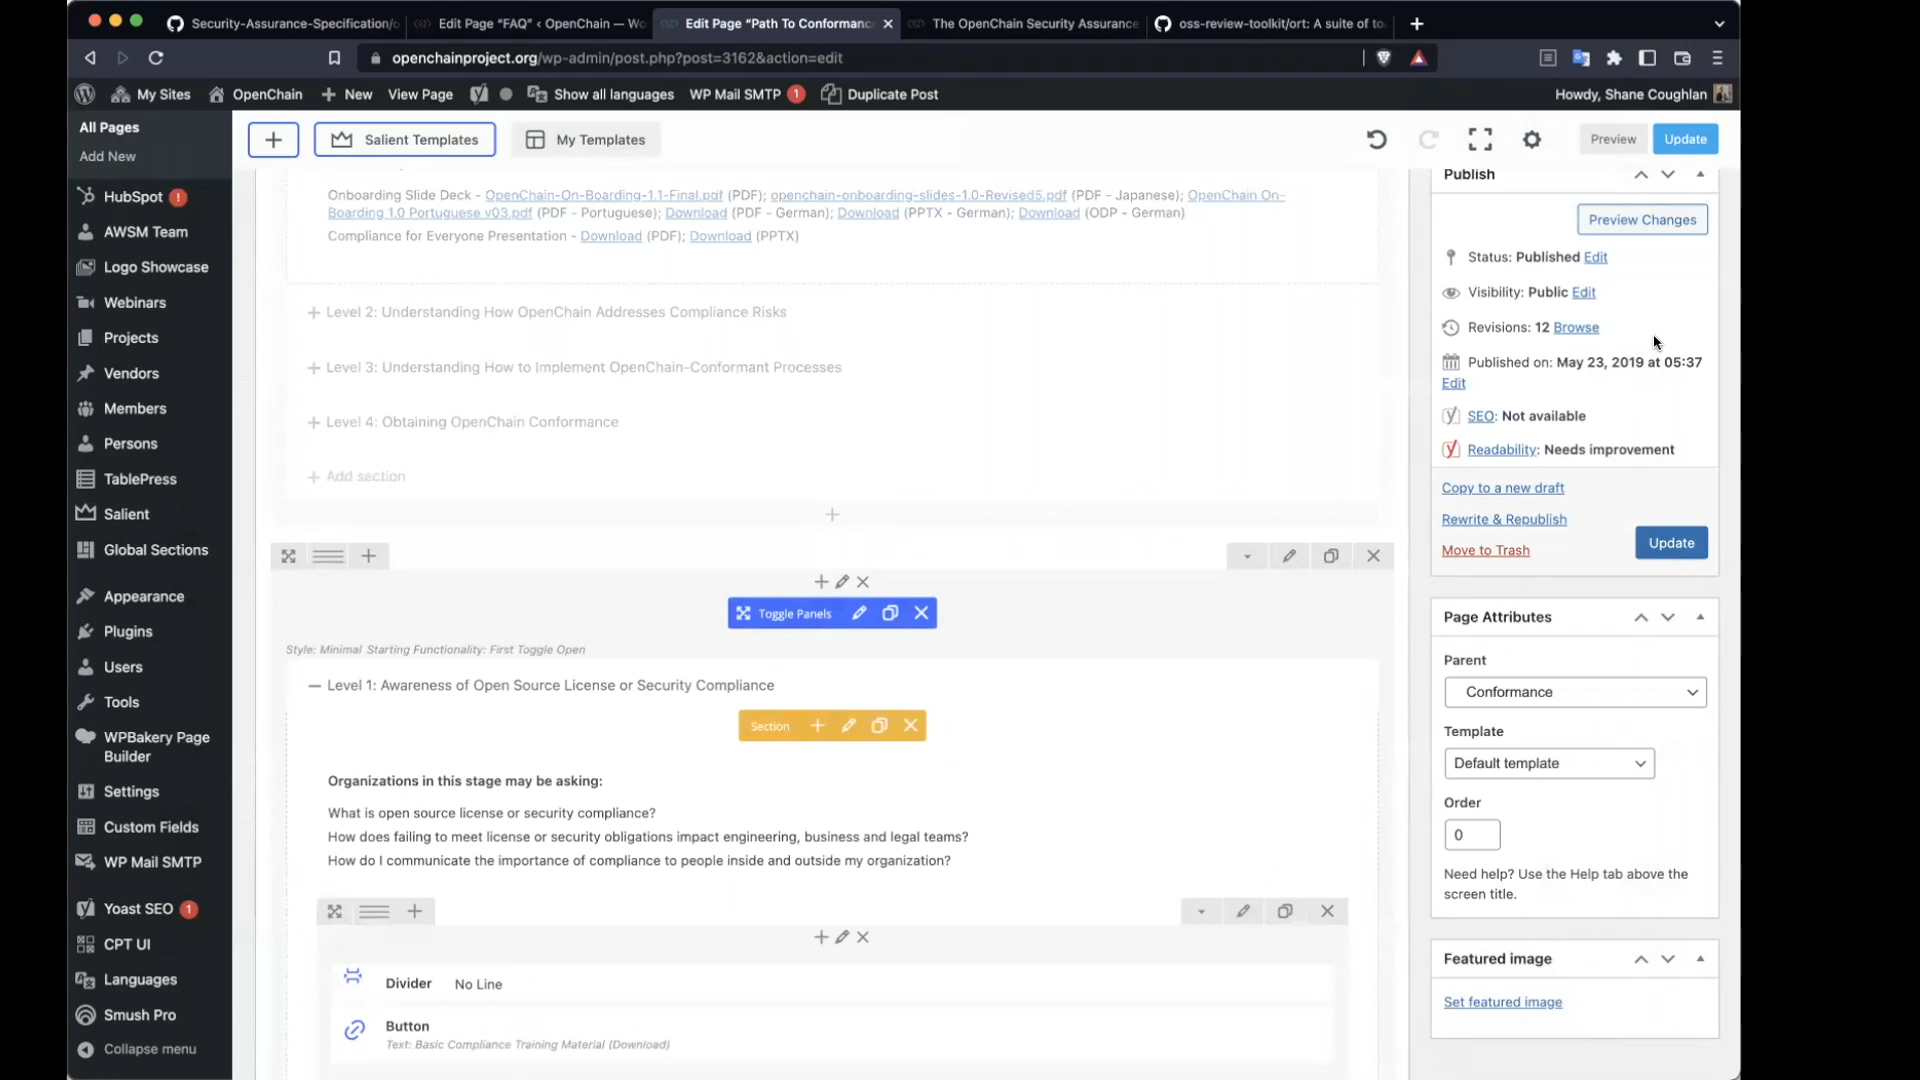 Security-Assurance-Specification/o
Edit Page “FAQ” ‹ OpenChain — Wo
Edit Page “Path To Conformanc
The OpenChain Security Assurance
oss-review-toolkit/ort: A suite of to
openchainproject.org/wp-admin/post.php?post=3162&action=edit
My Sites
OpenChain
New
View Page
Show all languages
WP Mail SMTP 1
Duplicate Post
Howdy, Shane Coughlan
All Pages
Add New
HubSpot !
AWSM Team
Logo Showcase
Webinars
Projects
Vendors
Members
Persons
TablePress
Salient
Global Sections
Appearance
Plugins
Users
Tools
WPBakery Page
Builder
Settings
Custom Fields
WP Mail SMTP
Yoast SEO 1
CPT UI
Languages
Smush Pro
Collapse menu
Salient Templates
My Templates
Preview
Update
Onboarding Slide Deck - OpenChain-On-Boarding-1.1-Final.pdf (PDF); openchain-onboarding-slides-1.0-Revised5.pdf (PDF - Japanese); OpenChain On-
Boarding 1.0 Portuguese v03.pdf (PDF - Portuguese); Download (PDF - German); Download (PPTX - German); Download (ODP - German)
Compliance for Everyone Presentation - Download (PDF); Download (PPTX)
Level 2: Understanding How OpenChain Addresses Compliance Risks
Level 3: Understanding How to Implement OpenChain-Conformant Processes
Level 4: Obtaining OpenChain Conformance
Add section
Toggle Panels
Style: Minimal Starting Functionality: First Toggle Open
Level 1: Awareness of Open Source License or Security Compliance
Section
Organizations in this stage may be asking:
What is open source license or security compliance?
How does failing to meet license or security obligations impact engineering, business and legal teams?
How do I communicate the importance of compliance to people inside and outside my organization?
Divider No Line
Button
Text: Basic Compliance Training Material (Download)
Publish
Preview Changes
Status: Published Edit
Visibility: Public Edit
Revisions: 12 Browse
Published on: May 23, 2019 at 05:37
Edit
SEO: Not available
Readability: Needs improvement
Copy to a new draft
Rewrite & Republish
Move to Trash
Update
Page Attributes
Parent
Conformance
Template
Default template
Order
0
Need help? Use the Help tab above the
screen title.
Featured image
Set featured image